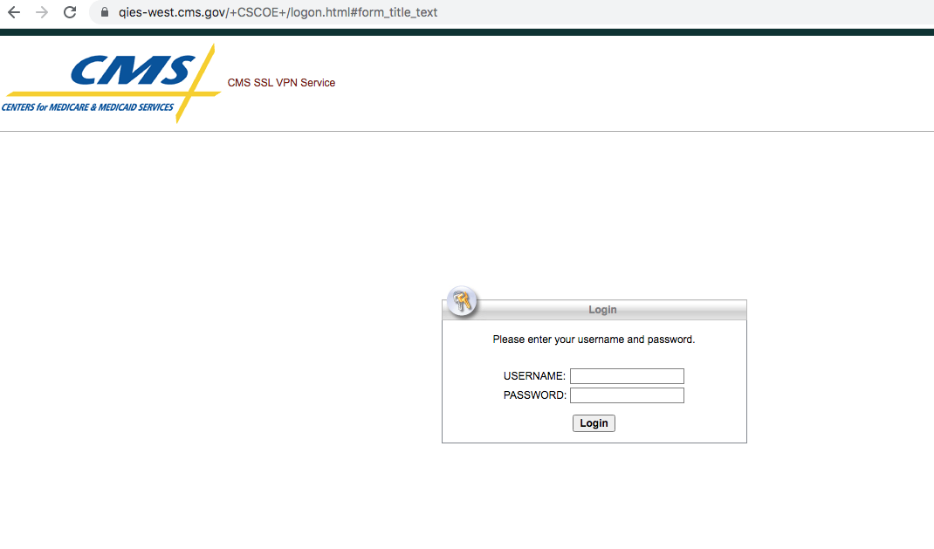 qies-west.cms.gov/+CSCOE+/logon.html#form_title_text
CMS
CENTERS for MEDICARE & MEDICAID SERVICES
CMS SSL VPN Service
Login
Please enter your username and password.
USERNAME:
PASSWORD:
Login